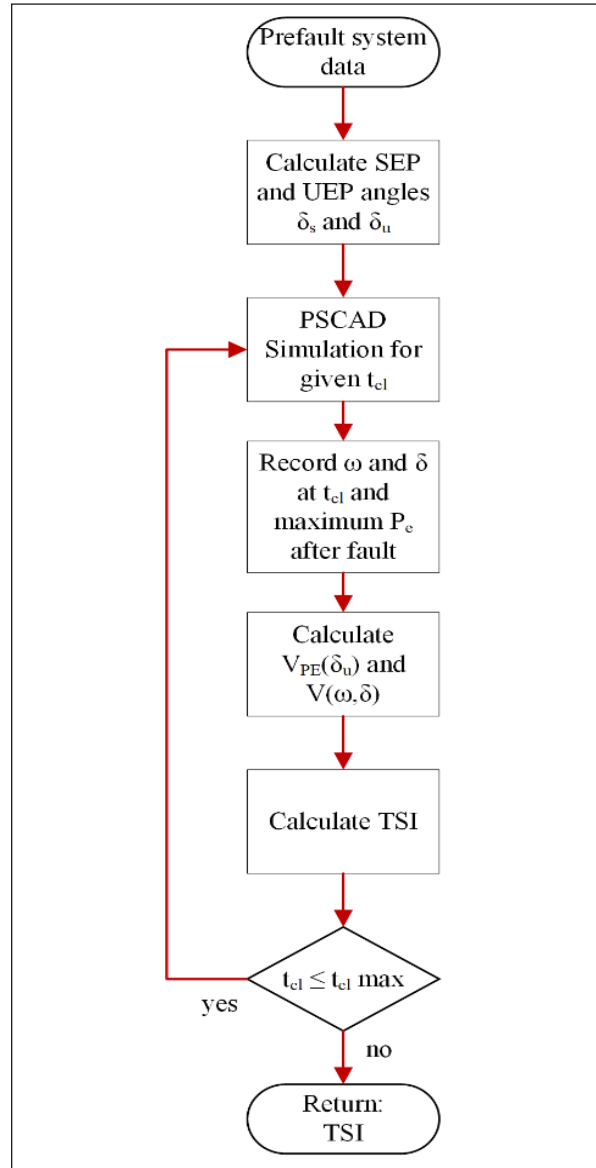 Prefault system
data
Calculate SEP
and UEP angles
δs and δu
PSCAD
Simulation for
given tcl
Record ω and δ
at tcl and
maximum Pe
after fault
Calculate
VPE(δu) and
V(ω,δ)
Calculate TSI
tcl ≤ tcl max
yes
no
Return:
TSI